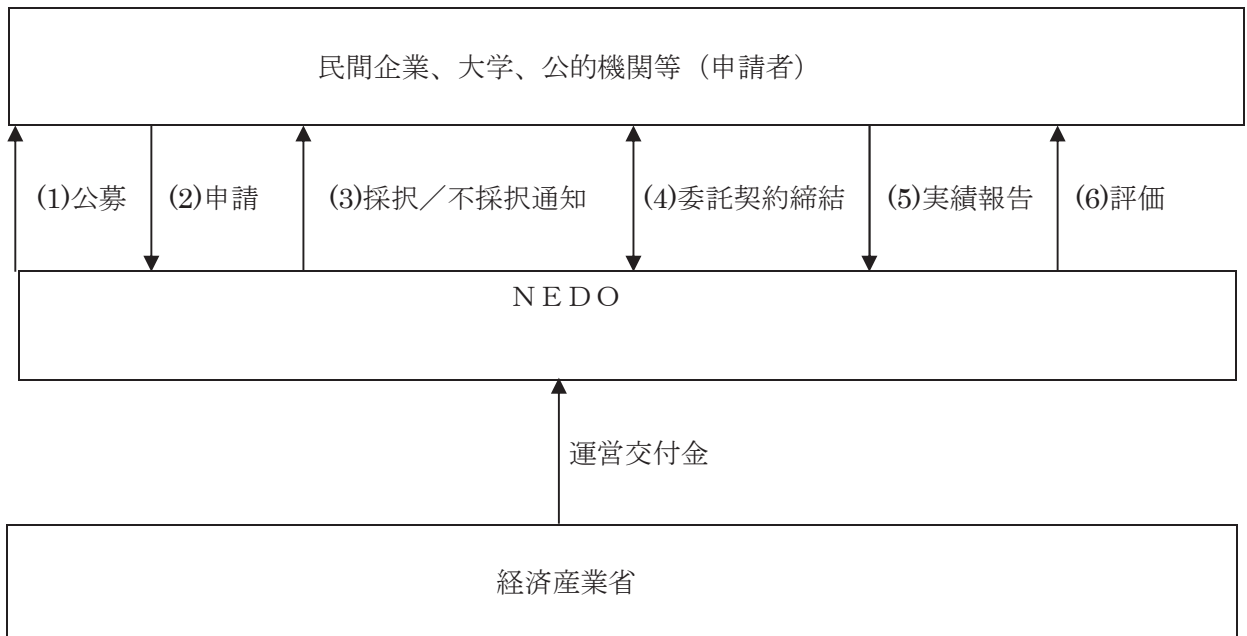 民間企業、大学、公的機関等（申請者）
(1)公募
(2)申請
(3)採択／不採択通知
(4)委託契約締結
(5)実績報告
(6)評価
ＮＥＤＯ
運営交付金
経済産業省